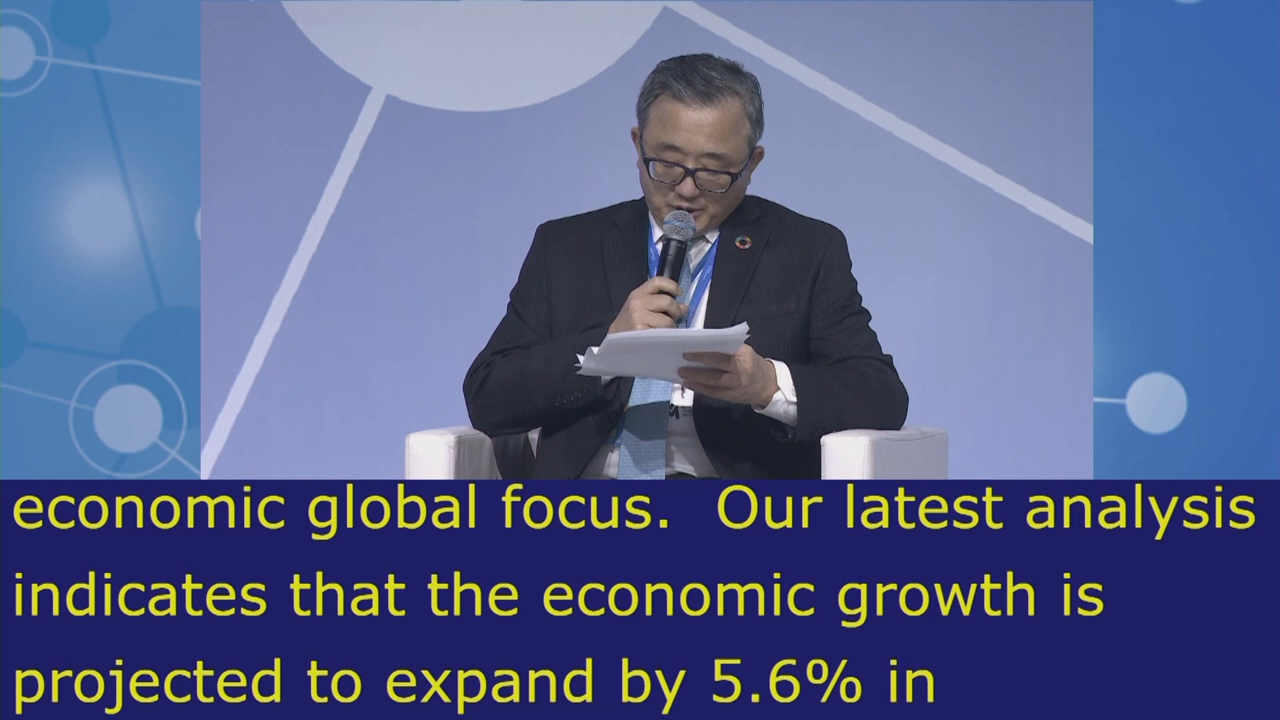 economic global focus.  Our latest analysis
indicates that the economic growth is
projected to expand by 5.6% in